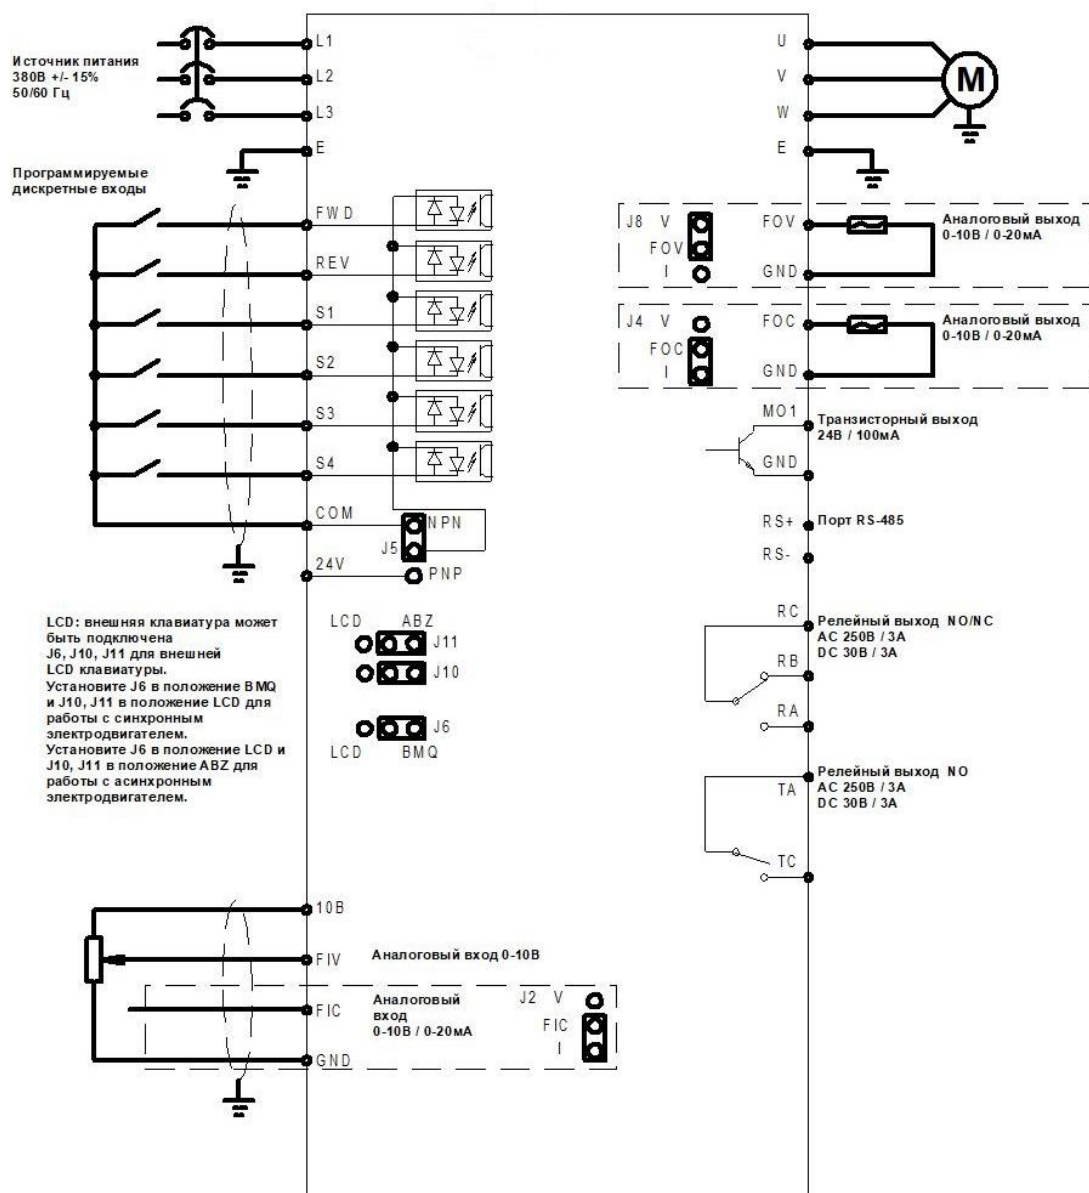 L1
Источник питания
380В +/- 15%
50/60 Гц
L2
L3
E
U
V
W
E
M
Программируемые
дискретные входы
FWD
REV
S1
S2
S3
S4
COM
24V
NPN
J5
PNP
J8 V
FOV
I
FOV
GND
Аналоговый выход
0-10В / 0-20мА
J4 V
FOC
I
FOC
GND
Аналоговый выход
0-10В / 0-20мА
MO1
GND
Транзисторный выход
24В / 100мА
RS+
Порт RS-485
RS-
LCD: внешняя клавиатура может
быть подключена
J6, J10, J11 для внешней
LCD клавиатуры.
Установите J6 в положение BMQ
и J10, J11 в положение LCD для
работы с синхронным
электродвигателем.
Установите J6 в положение LCD и
J10, J11 в положение ABZ для
работы с асинхронным
электродвигателем.
LCD ABZ
J11
J10
J6
LCD BMQ
RC
Релейный выход NO/NC
AC 250В / 3А
DC 30В / 3А
RB
RA
TA
Релейный выход NO
AC 250В / 3А
DC 30В / 3А
TC
10В
FIV
Аналоговый вход 0-10В
FIC
Аналоговый
вход
0-10В / 0-20мА
J2 V
FIC
I
GND